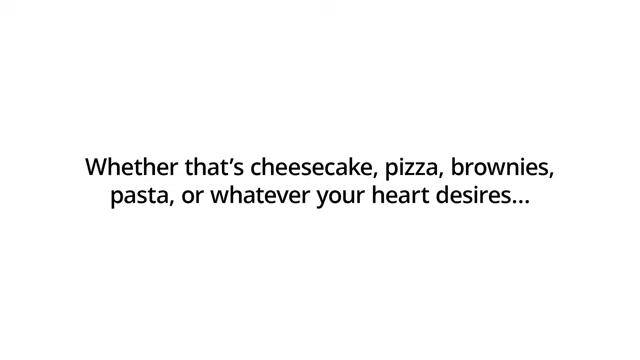 Whether that’s cheesecake, pizza, brownies,
pasta, or whatever your heart desires...